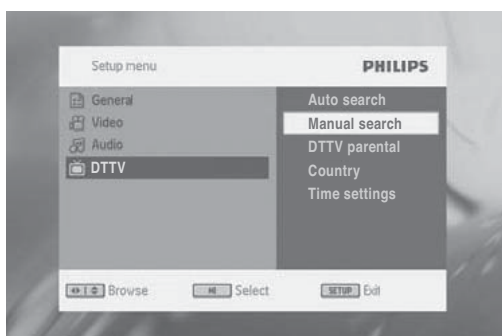 Setup menu
PHILIPS
General
Video
Audio
DTTV
Auto search
Manual search
DTTV parental
Country
Time settings
Browse
Select
SETUP Exit